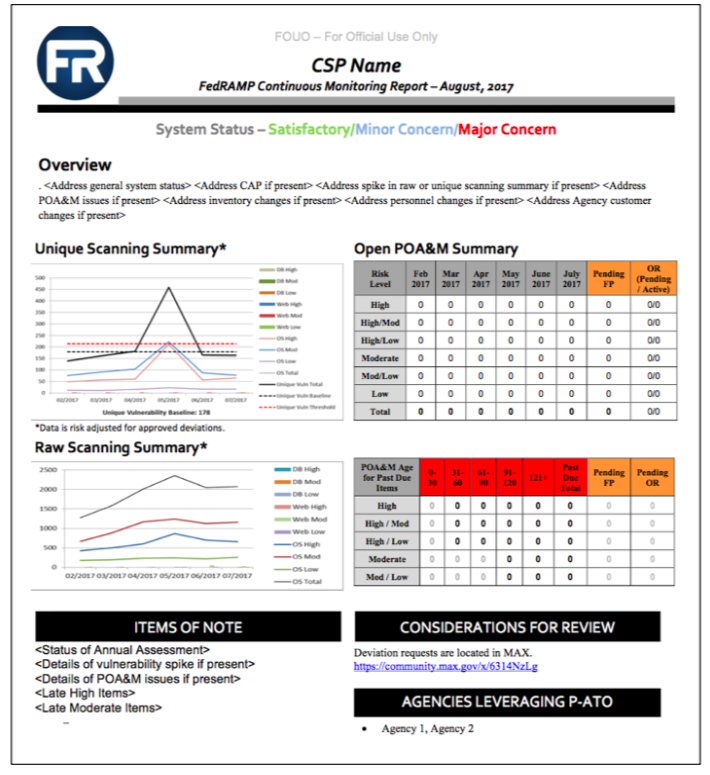 FOUO – For Official Use Only
FR
CSP Name
FedRAMP Continuous Monitoring Report – August, 2017
System Status – Satisfactory/Minor Concern/Major Concern
Overview
. <Address general system status> <Address CAP if present> <Address spike in raw or unique scanning summary if present> <Address
POA&M issues if present> <Address inventory changes if present> <Address personnel changes if present> <Address Agency customer
changes if present>
Unique Scanning Summary*
500
450
400
350
300
250
200
150
100
50
0
02/2017 03/2017 04/2017 05/2017 06/2017 07/2017
Unique Vulnerability Baseline: 178
DB High
DB Mod
DB Low
Web High
Web Mod
Web Low
OS High
OS Mod
OS Low
OS Total
Unique Vuln Total
Unique Vuln Baseline
Unique Vuln Threshold
*Data is risk adjusted for approved deviations.
Open POA&M Summary
Risk Level Feb 2017 Mar 2017 Apr 2017 May 2017 June 2017 July 2017 Pending FP OR (Pending / Active)
High 0 0 0 0 0 0 0 0/0
High/Mod 0 0 0 0 0 0 0 0/0
High/Low 0 0 0 0 0 0 0 0/0
Moderate 0 0 0 0 0 0 0 0/0
Mod/Low 0 0 0 0 0 0 0 0/0
Low 0 0 0 0 0 0 0 0/0
Total 0 0 0 0 0 0 0 0/0
Raw Scanning Summary*
2500
2000
1500
1000
500
0
02/2017 03/2017 04/2017 05/2017 06/2017 07/2017
DB High
DB Mod
DB Low
Web High
Web Mod
Web Low
OS High
OS Mod
OS Low
OS Total
POA&M Age for Past Due Items 0-30 31-60 61-90 91-120 121+ Past Due Total Pending FP Pending OR
High 0 0 0 0 0 0 0 0
High / Mod 0 0 0 0 0 0 0 0
High / Low 0 0 0 0 0 0 0 0
Moderate 0 0 0 0 0 0 0 0
Mod / Low 0 0 0 0 0 0 0 0
ITEMS OF NOTE
<Status of Annual Assessment>
<Details of vulnerability spike if present>
<Details of POA&M issues if present>
<Late High Items>
<Late Moderate Items>
–
CONSIDERATIONS FOR REVIEW
Deviation requests are located in MAX.
https://community.max.gov/x/6314NzLg
AGENCIES LEVERAGING P-ATO
• Agency 1, Agency 2